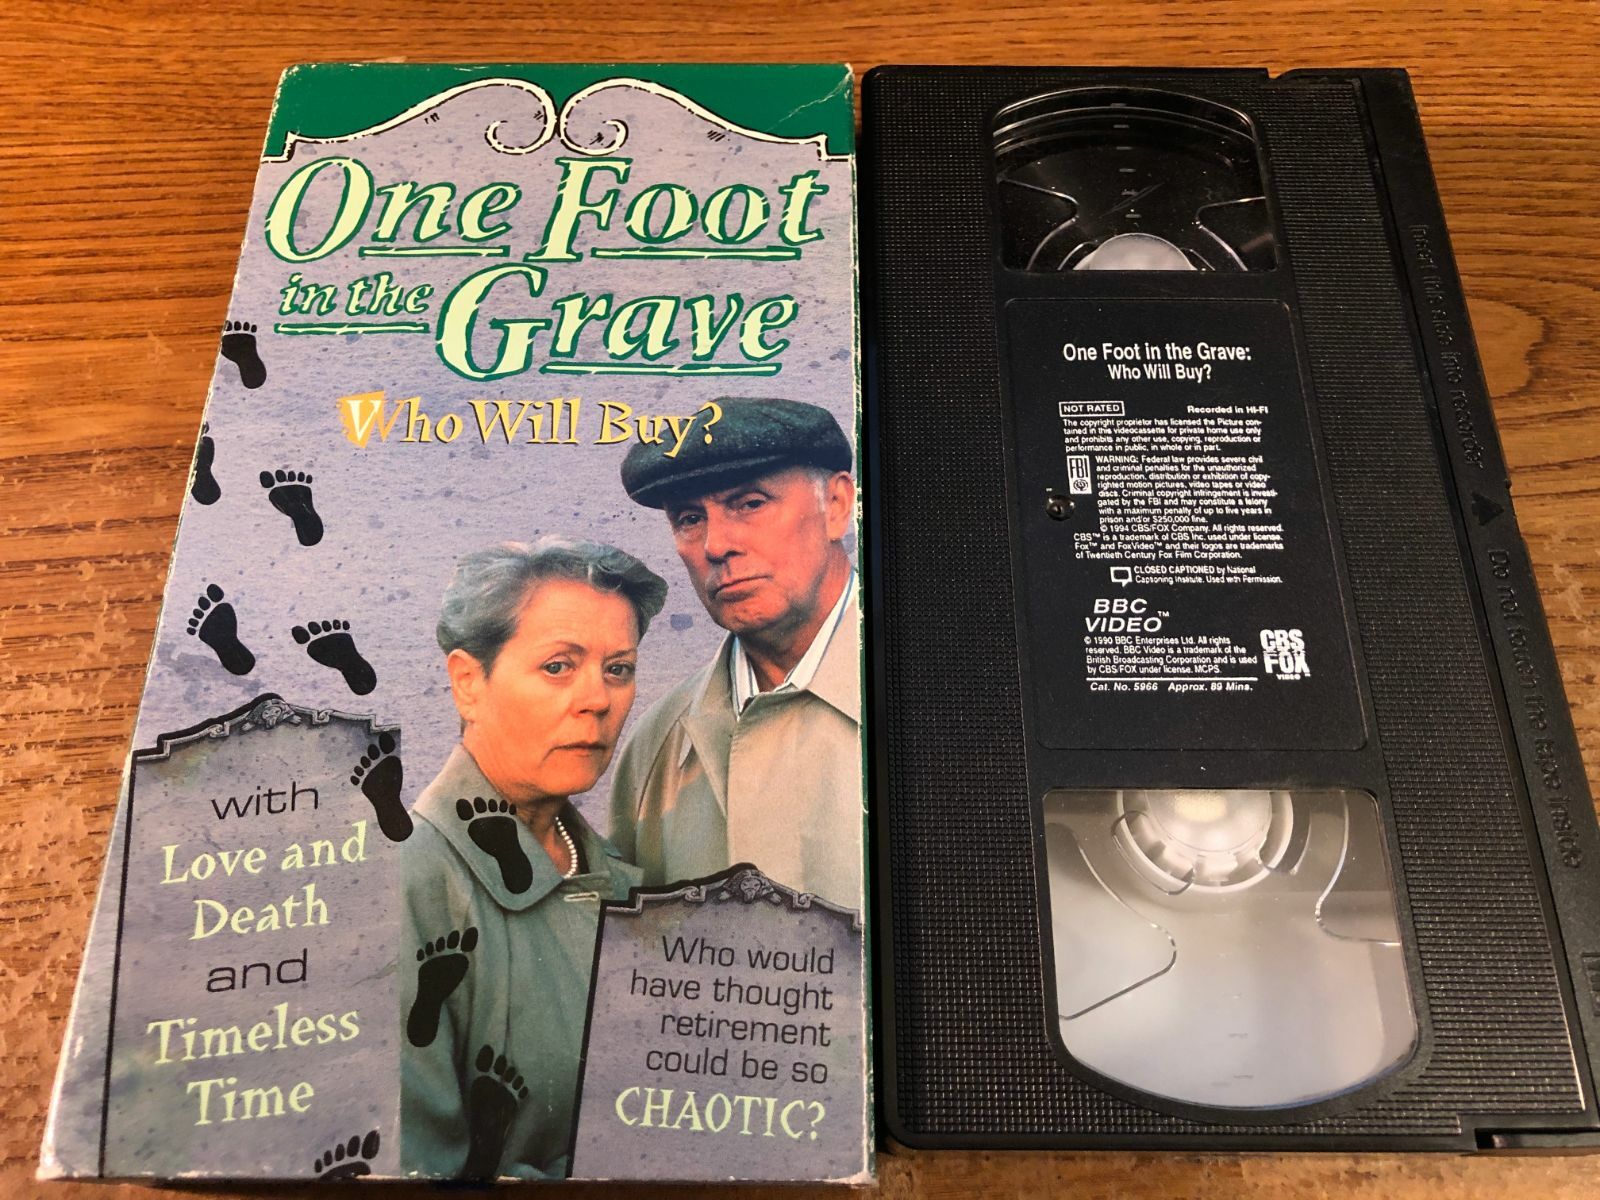 One Foot
in the Grave
Who Will Buy?
with
Love and
Death
and
Timeless
Time
Who would
have thought
retirement
could be so
CHAOTIC?
One Foot in the Grave:
Who Will Buy?
NOT RATED Recorded in HI-FI
The copyright proprietor has licensed the Picture con-
tained in this videocassette for private home use only
and prohibits any other use, copying, reproduction or
performance in public, in whole or in part.
FBI
WARNING: Federal law provides severe civil
and criminal penalties for the unauthorized
reproduction, distribution or exhibition of copy-
righted motion pictures, video tapes or video
discs. Criminal copyright infringement is investi-
gated by the FBI and may constitute a felony
with a maximum penalty of up to five years in
prison and/or $250,000 fine.
© 1994 CBS/FOX Company. All rights reserved.
CBS™ is a trademark of CBS Inc. used under license.
Fox™ and FoxVideo™ and their logos are trademarks
of Twentieth Century Fox Film Corporation.
CLOSED CAPTIONED by National
Captioning Institute. Used with Permission.
BBC
VIDEO™
© 1990 BBC Enterprises Ltd. All rights
reserved. BBC Video is a trademark of the
British Broadcasting Corporation and is used
by CBS/FOX under license. MCPS.
CBS
FOX
VIDEO
Cat. No. 5966 Approx. 89 Mins.
Insert this side into recorder
Do not touch the tape inside